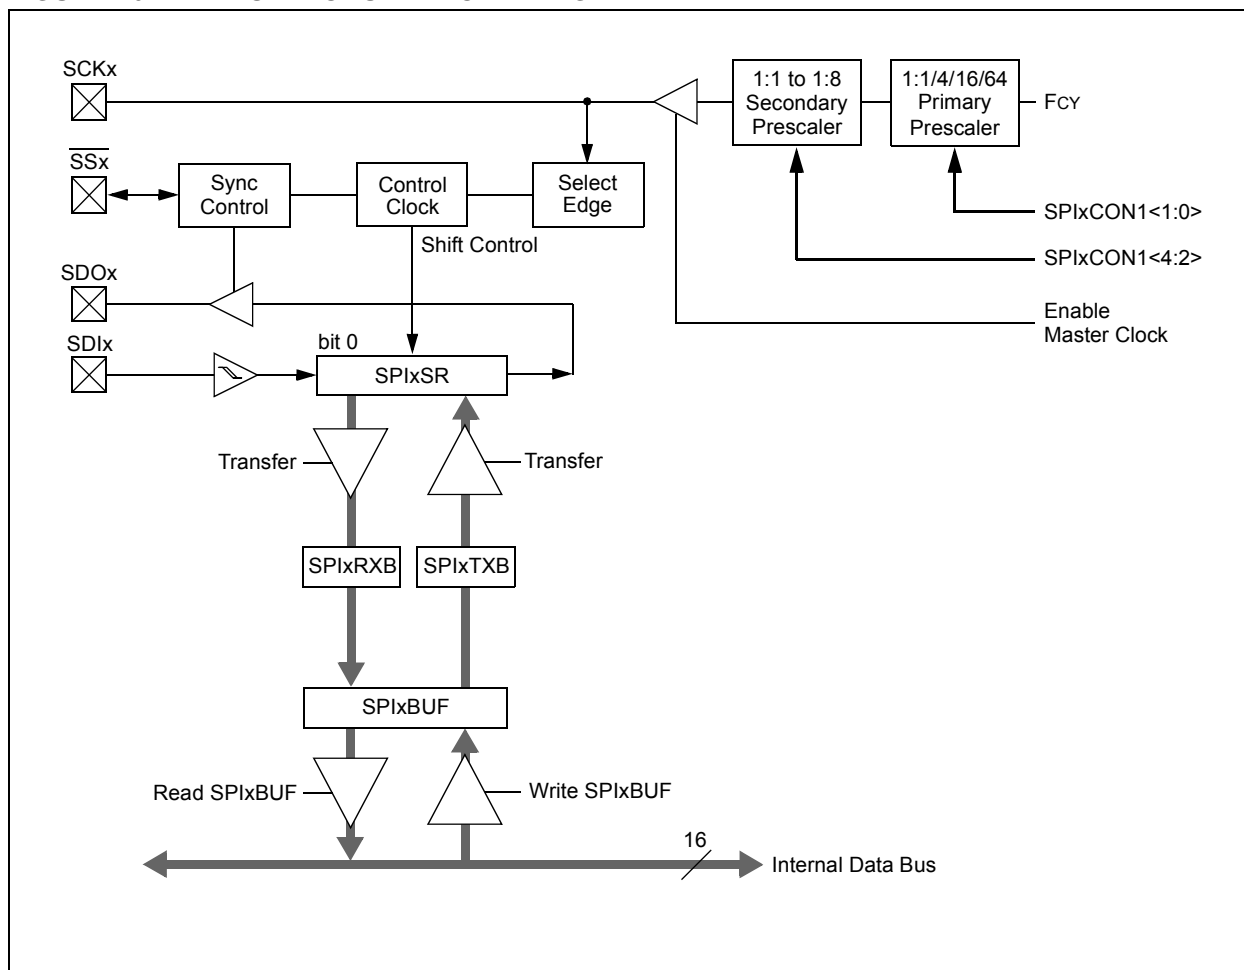 SCKx
1:1 to 1:8
Secondary
Prescaler
1:1/4/16/64
Primary
Prescaler
FCY
SSx
Sync
Control
Control
Clock
Select
Edge
SPIxCON1<1:0>
Shift Control
SPIxCON1<4:2>
SDOx
Enable
Master Clock
SDIx
bit 0
SPIxSR
Transfer
Transfer
SPIxRXB
SPIxTXB
SPIxBUF
Read SPIxBUF
Write SPIxBUF
16
Internal Data Bus